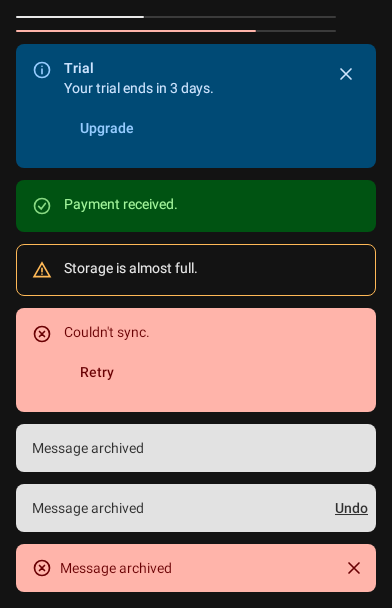 Trial
Your trial ends in 3 days.
Upgrade
Payment received.
Storage is almost full.
Couldn't sync.
Retry
Message archived
Message archived Undo
Message archived